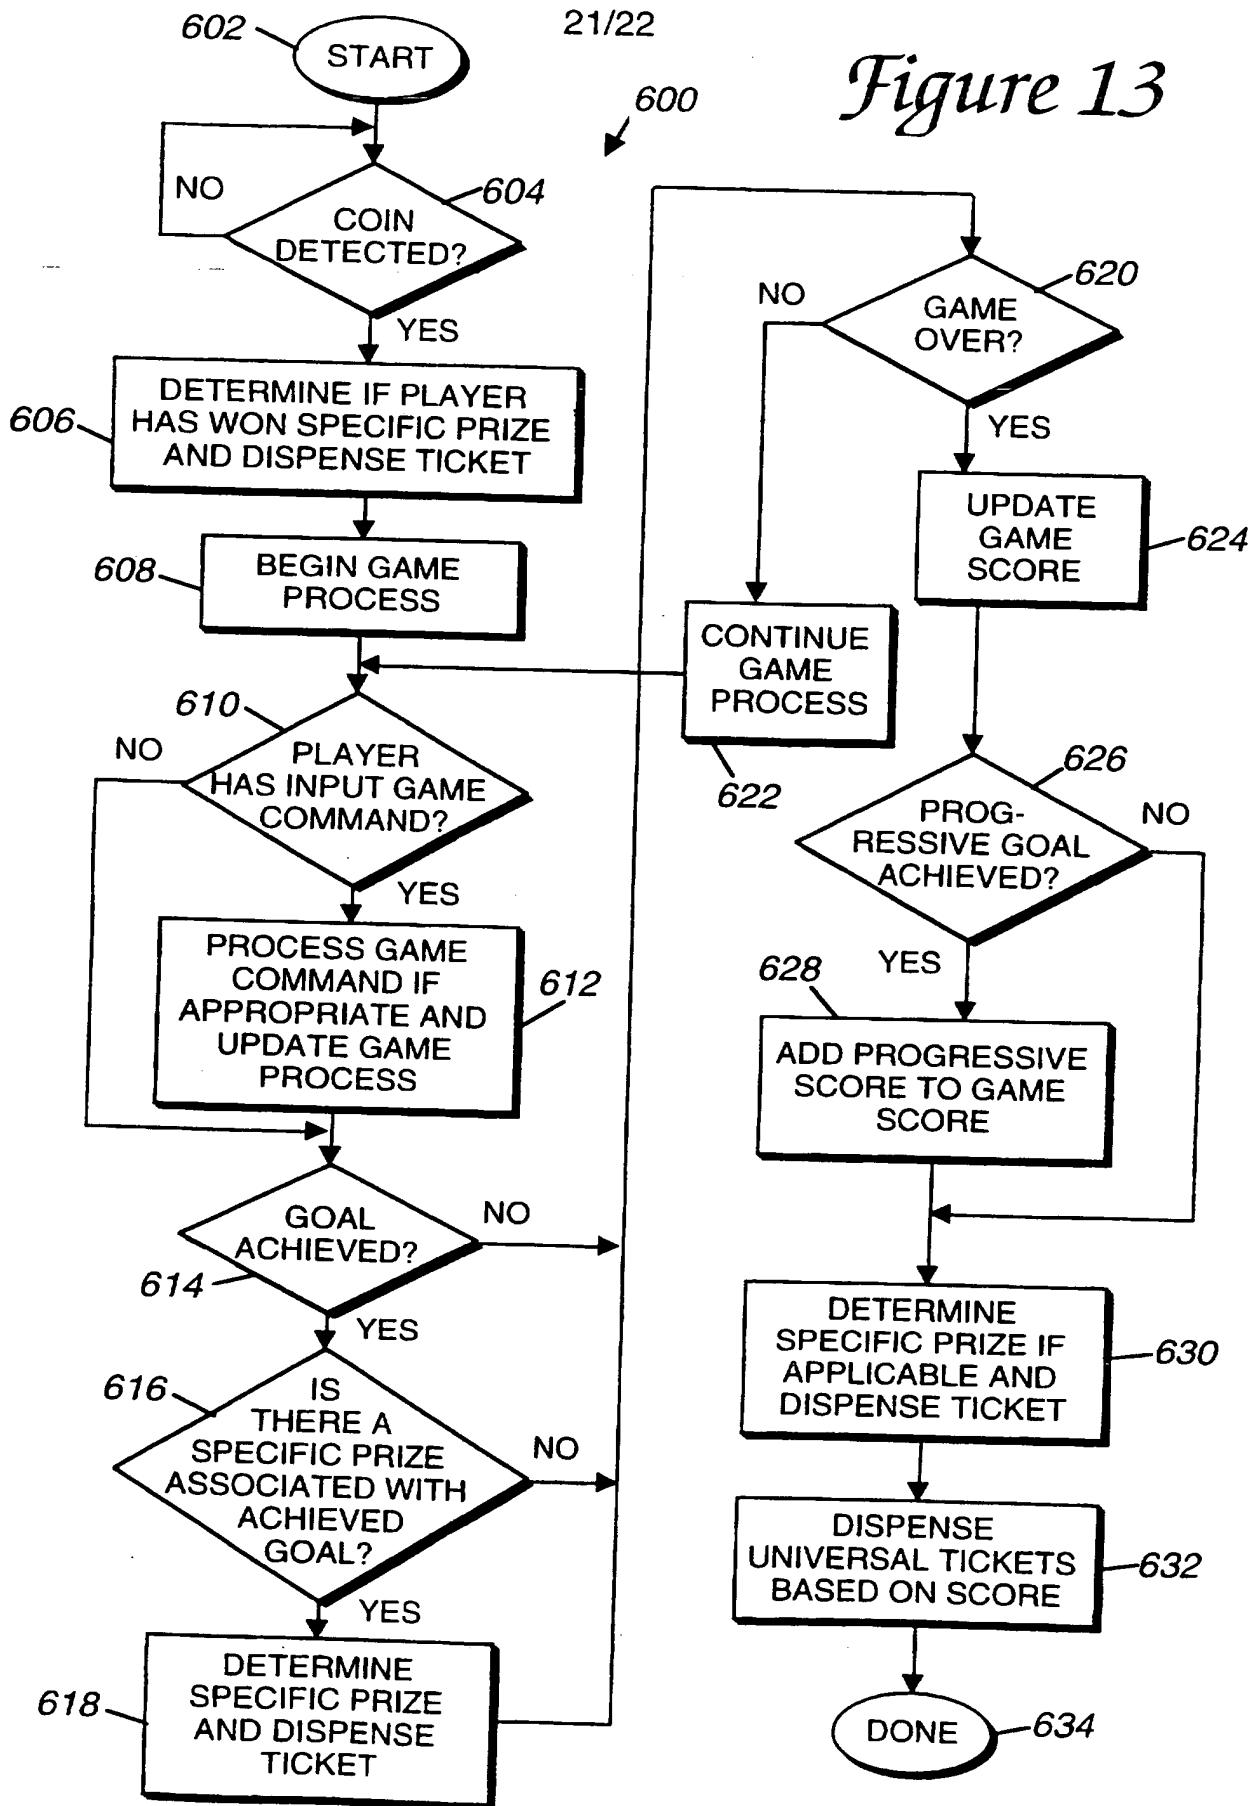 21/22
Figure 13
600
602
START
NO
604
COIN
DETECTED?
YES
606
DETERMINE IF PLAYER
HAS WON SPECIFIC PRIZE
AND DISPENSE TICKET
608
BEGIN GAME
PROCESS
610
NO
PLAYER
HAS INPUT GAME
COMMAND?
YES
PROCESS GAME
COMMAND IF
APPROPRIATE AND
UPDATE GAME
PROCESS
612
GOAL
ACHIEVED?
NO
614
YES
616
IS
THERE A
SPECIFIC PRIZE
ASSOCIATED WITH
ACHIEVED
GOAL?
NO
YES
618
DETERMINE
SPECIFIC PRIZE
AND DISPENSE
TICKET
620
NO
GAME
OVER?
YES
UPDATE
GAME
SCORE
624
CONTINUE
GAME
PROCESS
622
626
PROG-
RESSIVE GOAL
ACHIEVED?
NO
YES
628
ADD PROGRESSIVE
SCORE TO GAME
SCORE
DETERMINE
SPECIFIC PRIZE IF
APPLICABLE AND
DISPENSE TICKET
630
DISPENSE
UNIVERSAL TICKETS
BASED ON SCORE
632
DONE
634